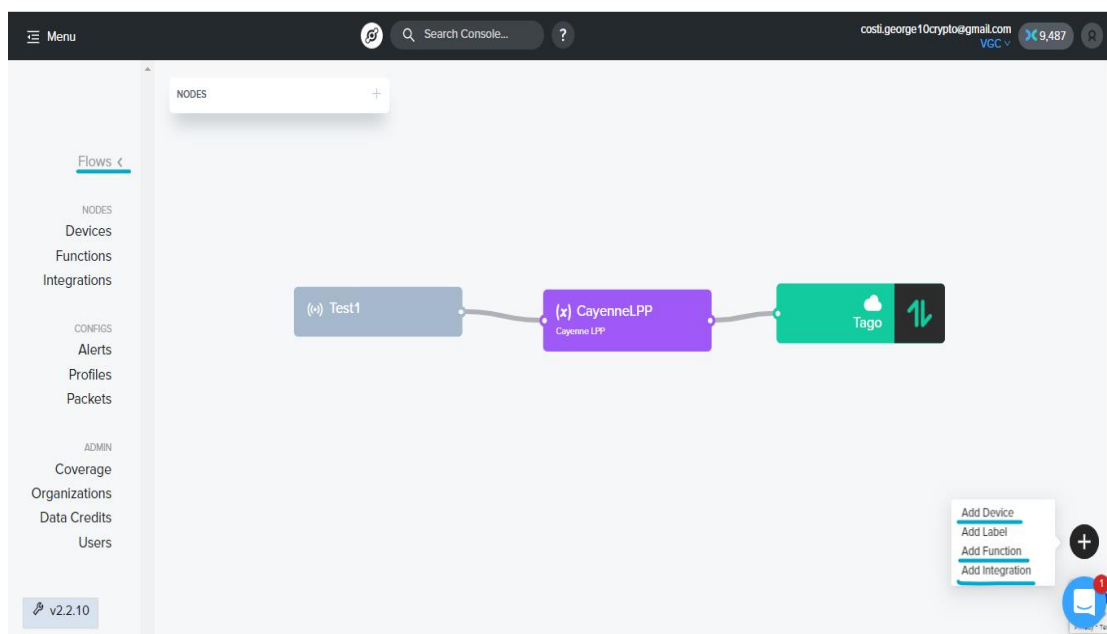 Menu
Search Console...
?
costi.george10crypto@gmail.com
VGC
9,487
NODES
+
Flows
NODES
Devices
Functions
Integrations
CONFIGS
Alerts
Profiles
Packets
ADMIN
Coverage
Organizations
Data Credits
Users
v2.2.10
Test1
(x) CayenneLPP
Cayenne LPP
Tago
Add Device
Add Label
Add Function
Add Integration
+
1